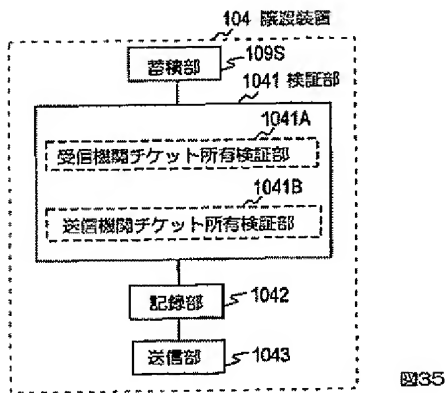 104 譲渡装置
109S
蓄積部
1041 検証部
1041A
受信機関チケット所有検証部
1041B
送信機関チケット所有検証部
記録部 1042
送信部 1043
図35